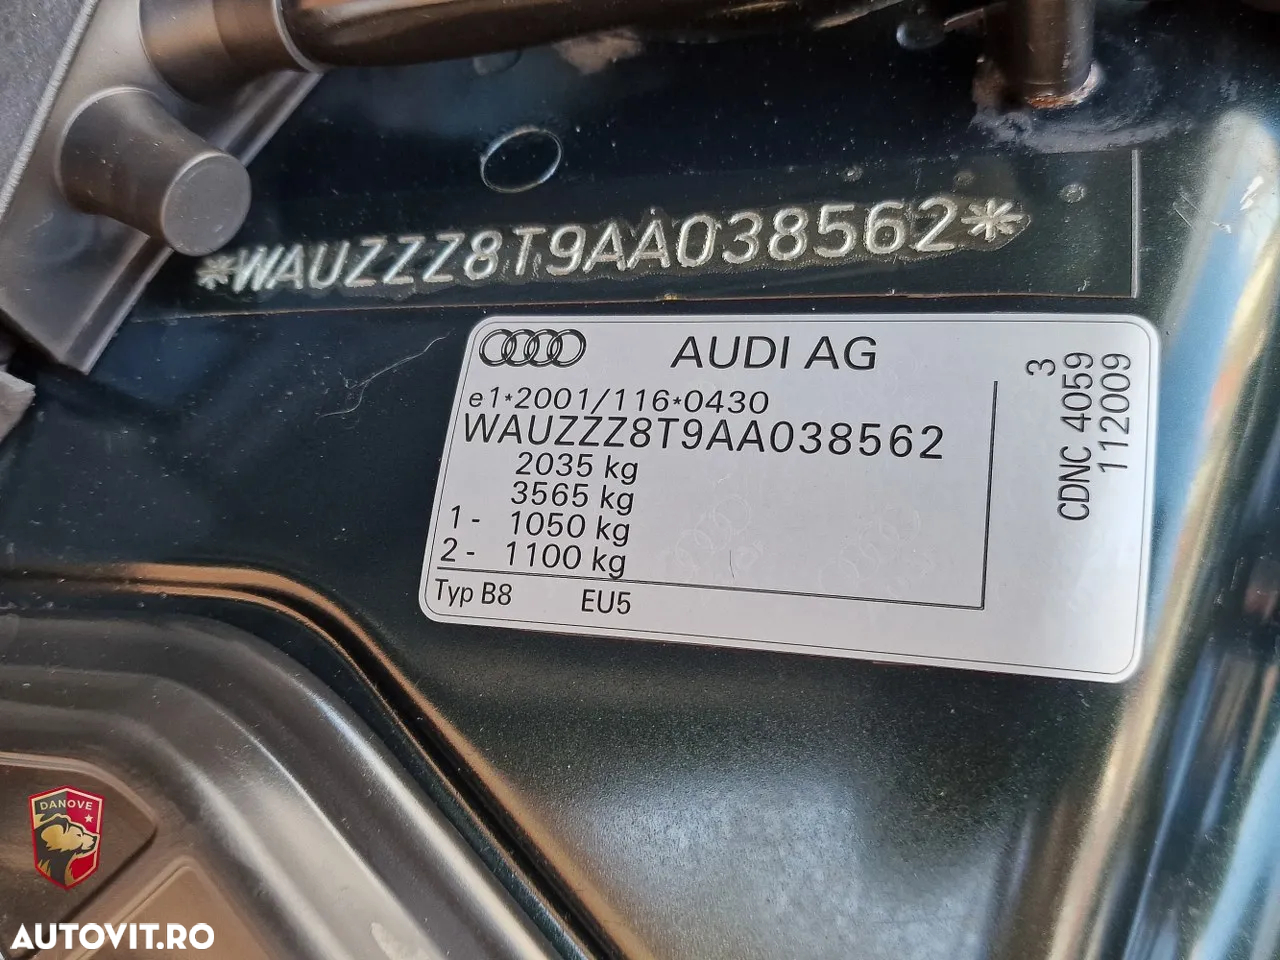 *WAUZZZ8T9AA038562*
AUDI AG
e1*2001/116*0430
WAUZZZ8T9AA038562
2035 kg
3565 kg
1- 1050 kg
2- 1100 kg
Typ B8 EU5
3
CDNC 4059
112009
DANOVE
AUTOVIT.RO